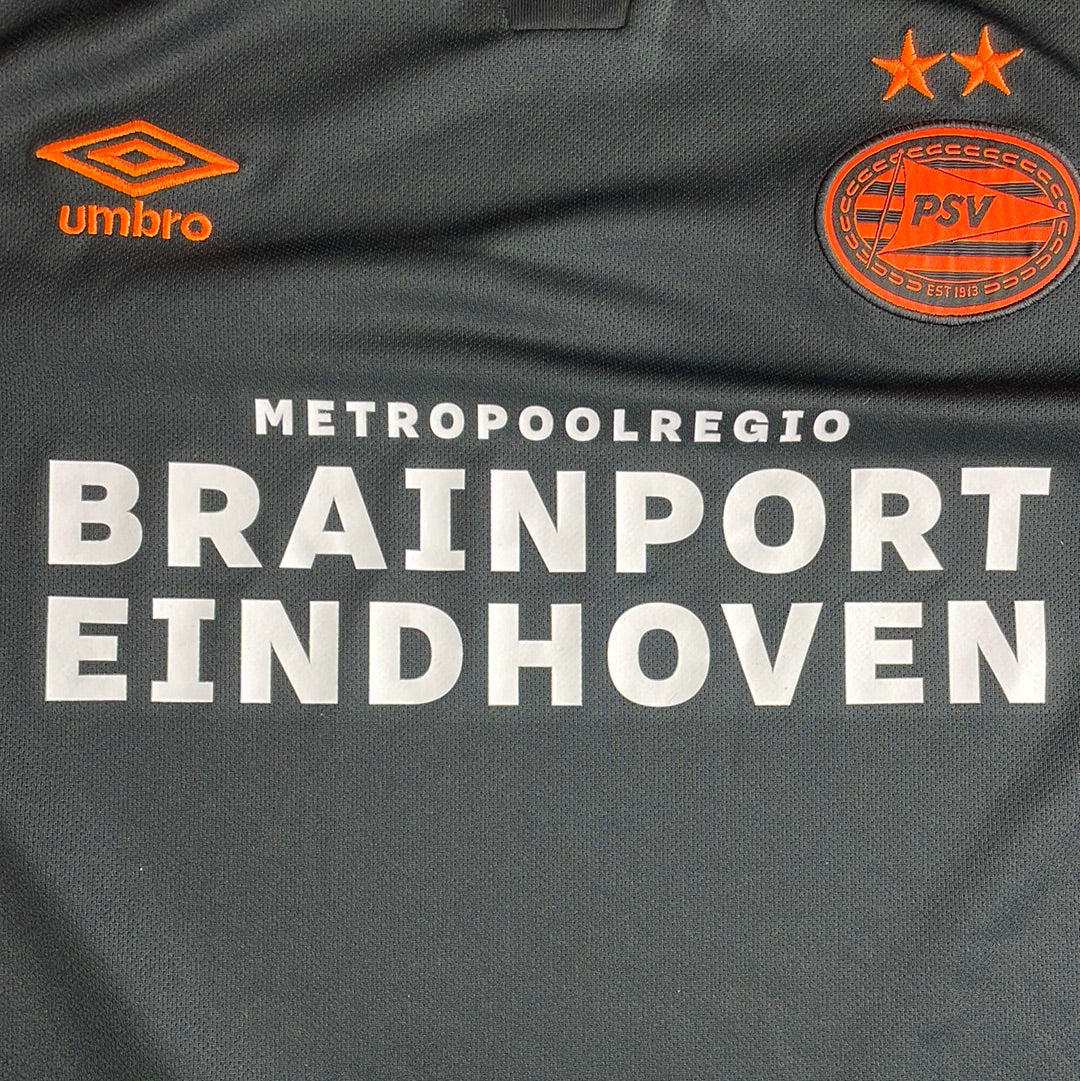 umbro
PSV
EST 1913
METROPOOLREGIO
BRAINPORT
EINDHOVEN